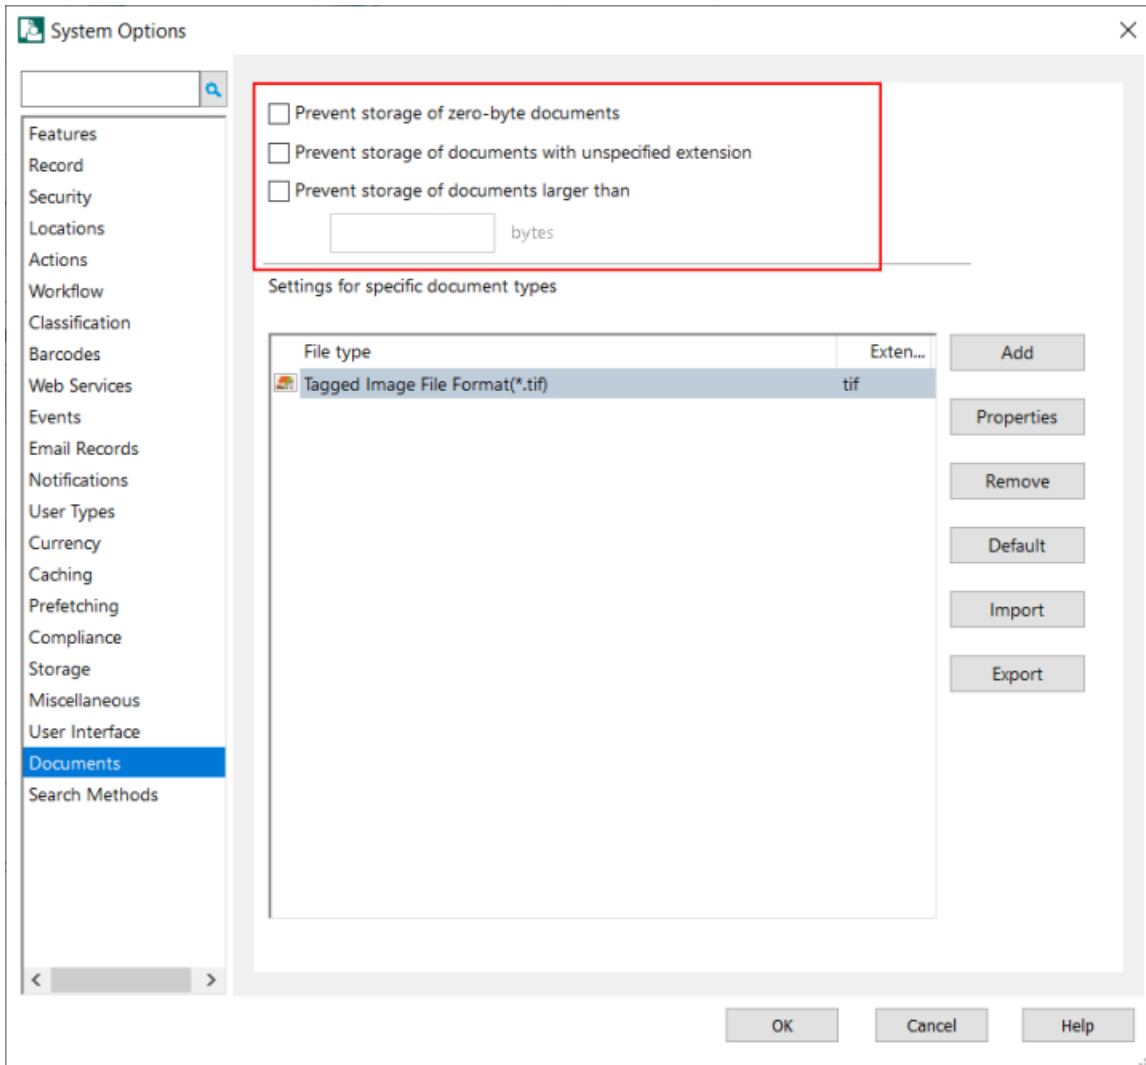 System Options
Features
Record
Security
Locations
Actions
Workflow
Classification
Barcodes
Web Services
Events
Email Records
Notifications
User Types
Currency
Caching
Prefetching
Compliance
Storage
Miscellaneous
User Interface
Documents
Search Methods
Prevent storage of zero-byte documents
Prevent storage of documents with unspecified extension
Prevent storage of documents larger than
bytes
Settings for specific document types
File type Exten...
Tagged Image File Format(*.tif) tif
Add
Properties
Remove
Default
Import
Export
OK Cancel Help